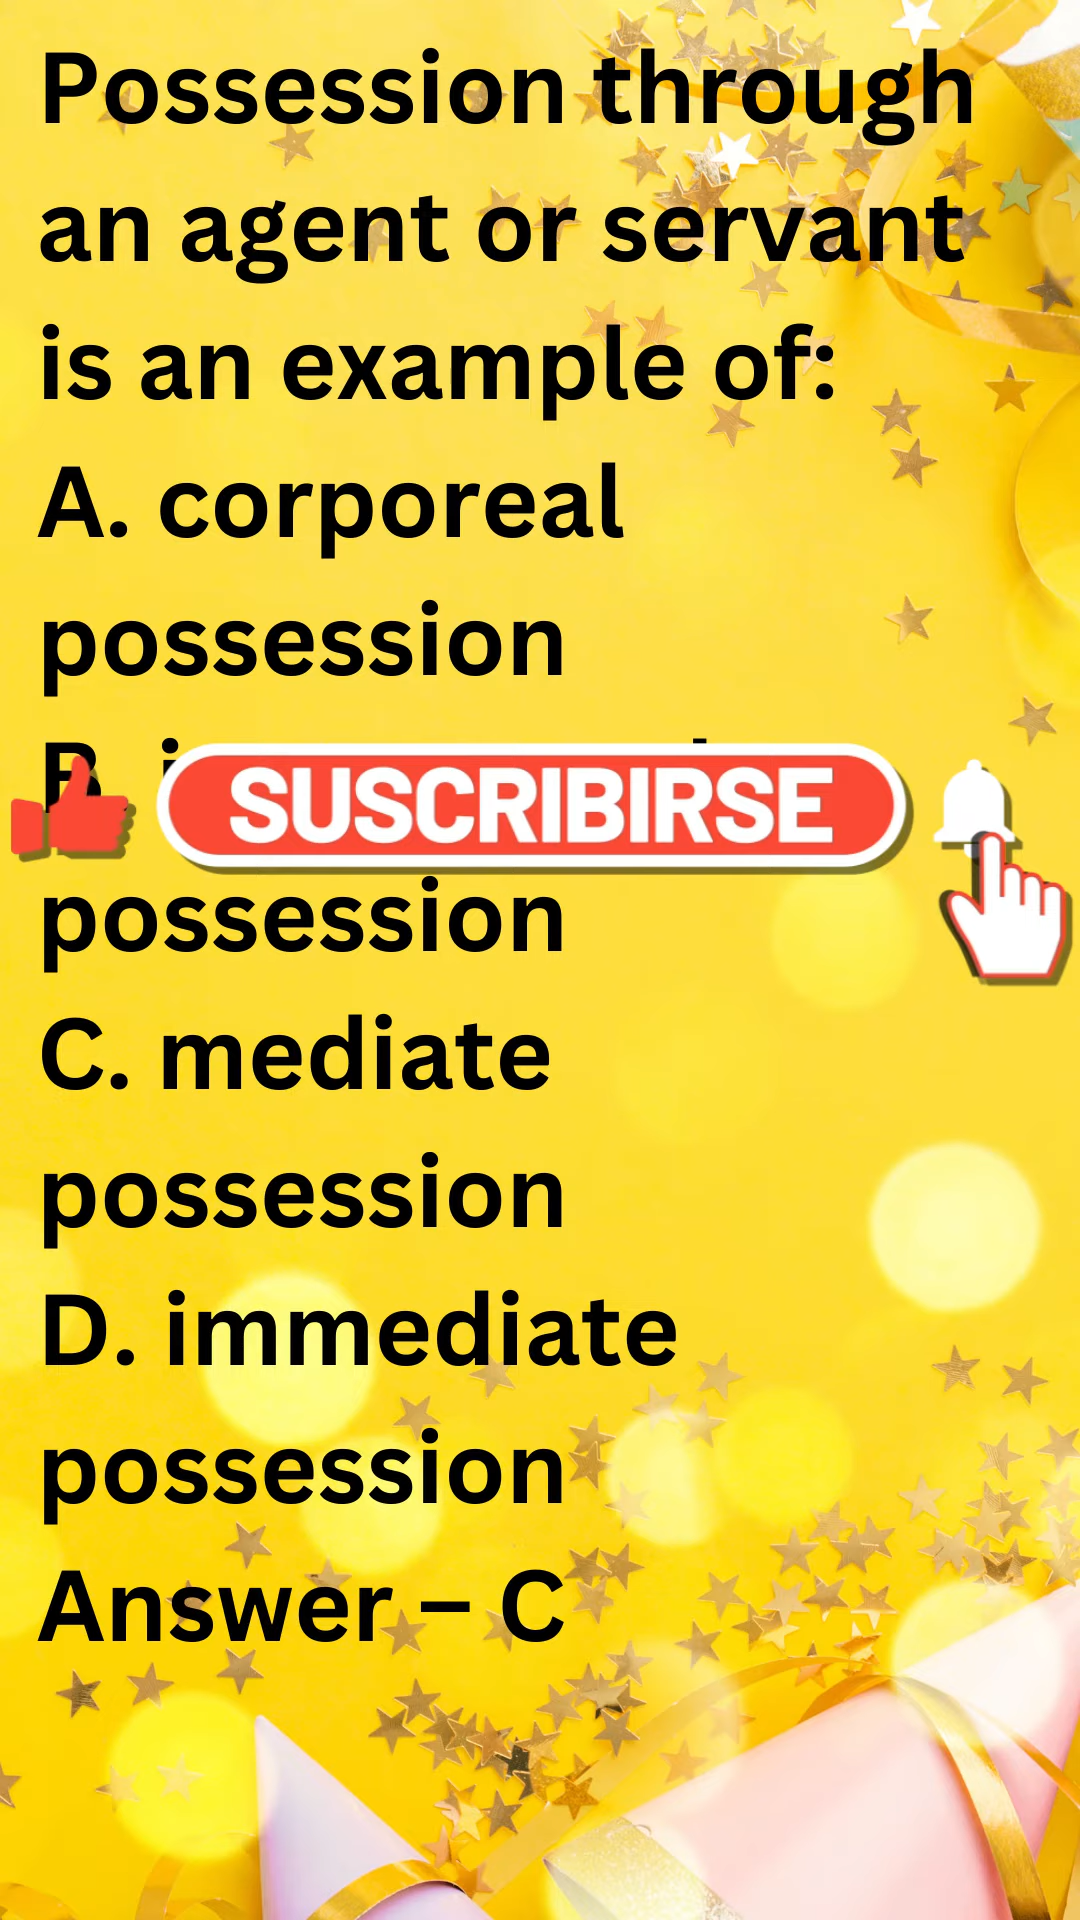 Possession through
an agent or servant
is an example of:
A. corporeal
possession
B.
SUSCRIBIRSE
possession
C. mediate
possession
D. immediate
possession
Answer – C